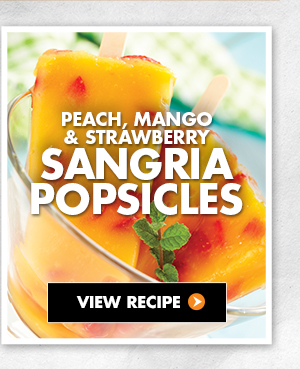 PEACH, MANGO
& STRAWBERRY
SANGRIA
POPSICLES
VIEW RECIPE